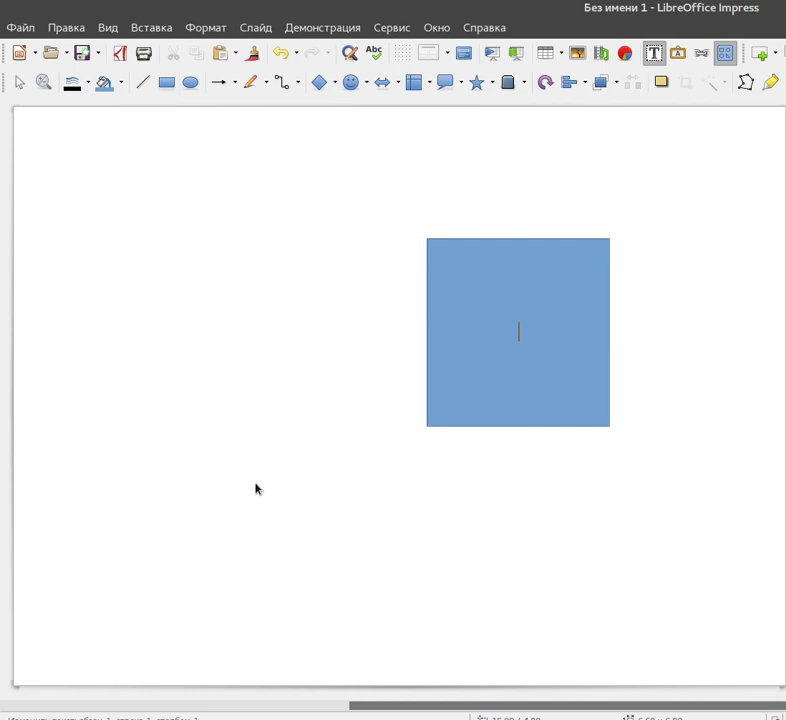 Без имени 1 - LibreOffice Impress
Файл Правка Вид Вставка Формат Слайд Демонстрация Сервис Окно Справка
Abc